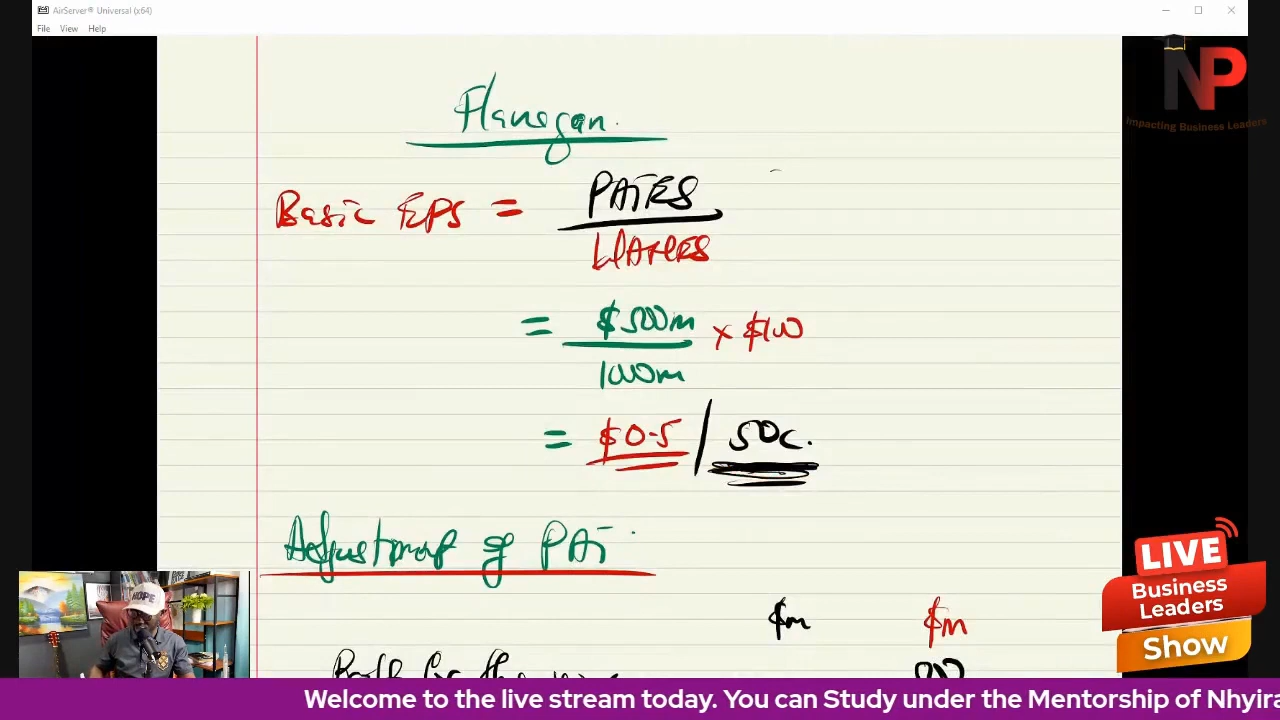 AirServer® Universal (x64)
File View Help
NP
Impacting Business Leaders
Flanegan.
Basic EPS = PATES
= $500m x $100
1000m
= $0.5 / 50c.
Adjustment of PAT
$m $m
LIVE
Business
Leaders
Show
Welcome to the live stream today. You can Study under the Mentorship of Nhyira